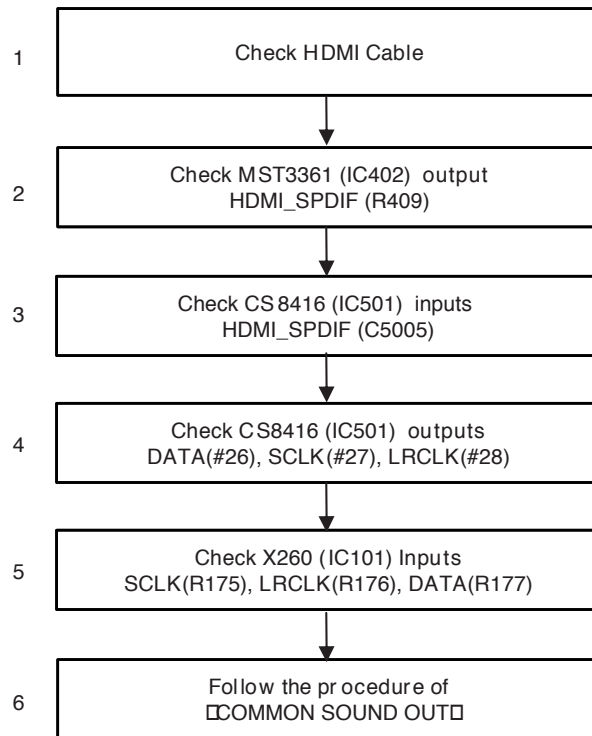 1
Check HDMI Cable
2
Check MST3361 (IC402) output
HDMI_SPDIF (R409)
3
Check CS8416 (IC501) inputs
HDMI_SPDIF (C5005)
4
Check CS8416 (IC501) outputs
DATA(#26), SCLK(#27), LRCLK(#28)
5
Check X260 (IC101) Inputs
SCLK(R175), LRCLK(R176), DATA(R177)
6
Follow the procedure of
□COMMON SOUND OUT□